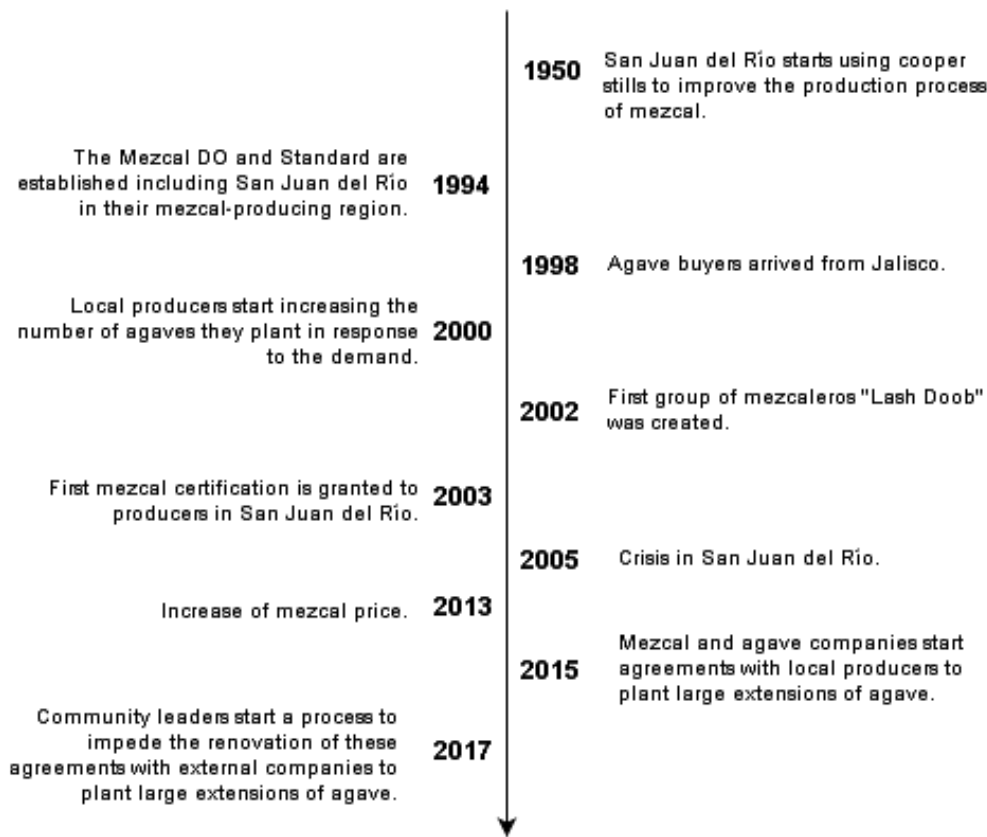 1950
San Juan del Río starts using cooper
stills to improve the production process
of mezcal.
The Mezcal DO and Standard are
established including San Juan del Río
in their mezcal-producing region.
1994
1998
Agave buyers arrived from Jalisco.
Local producers start increasing the
number of agaves they plant in response
to the demand.
2000
2002
First group of mezcaleros "Lash Doob"
was created.
First mezcal certification is granted to
producers in San Juan del Río.
2003
2005
Crisis in San Juan del Río.
Increase of mezcal price.
2013
2015
Mezcal and agave companies start
agreements with local producers to
plant large extensions of agave.
Community leaders start a process to
impede the renovation of these
agreements with external companies to
plant large extensions of agave.
2017